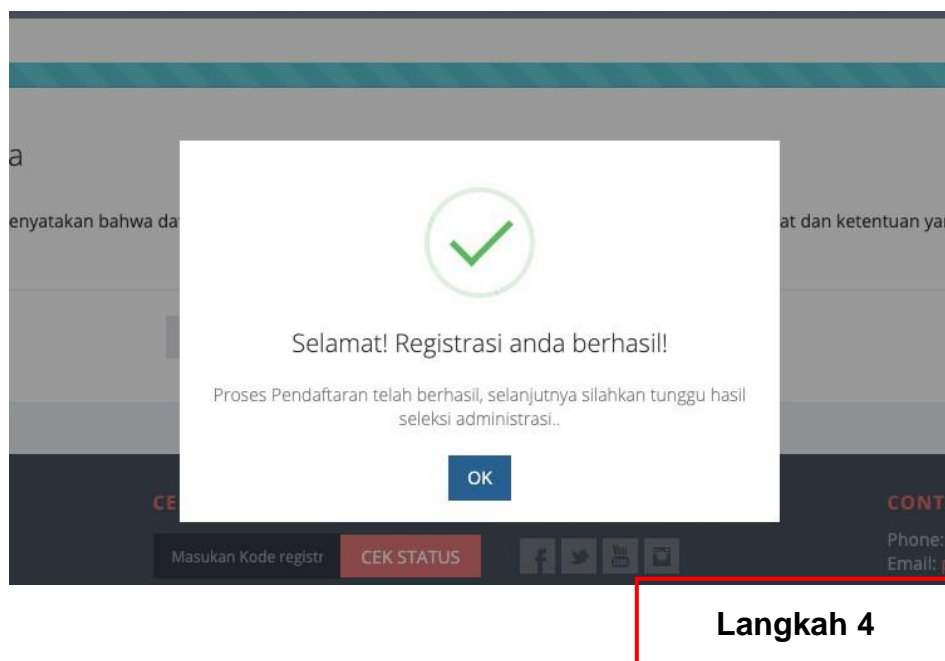 a
enyatakan bahwa da
at dan ketentuan ya
Selamat! Registrasi anda berhasil!
Proses Pendaftaran telah berhasil, selanjutnya silahkan tunggu hasil
seleksi administrasi..
OK
CE
CONT
Masukan Kode registr
CEK STATUS
You
Phone:
Email:
Langkah 4